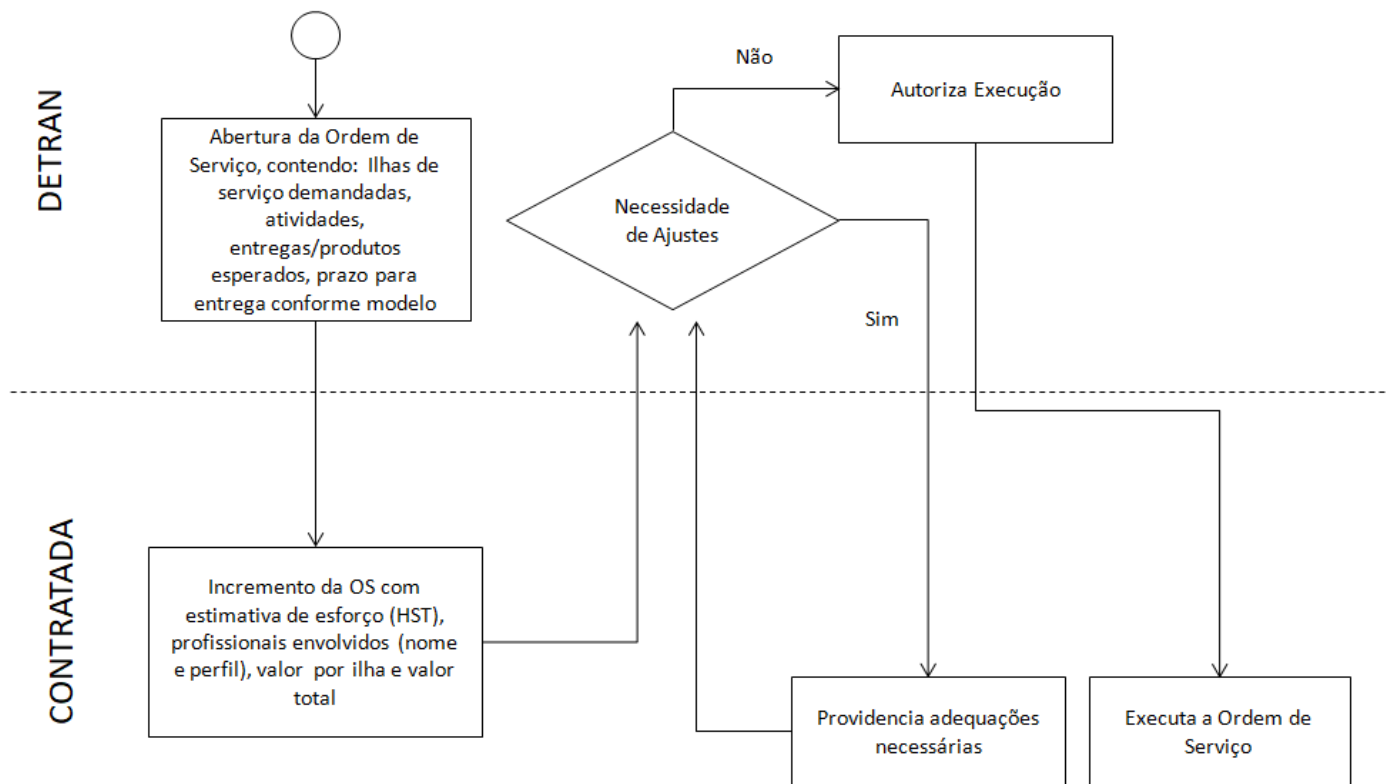 DETRAN
Abertura da Ordem de
Serviço, contendo: Ilhas de
serviço demandadas,
atividades,
entregas/produtos
esperados, prazo para
entrega conforme modelo
Necessidade
de Ajustes
Não
Autoriza Execução
Sim
CONTRATADA
Incremento da OS com
estimativa de esforço (HST),
profissionais envolvidos (nome
e perfil), valor por ilha e valor
total
Providencia adequações
necessárias
Executa a Ordem de
Serviço